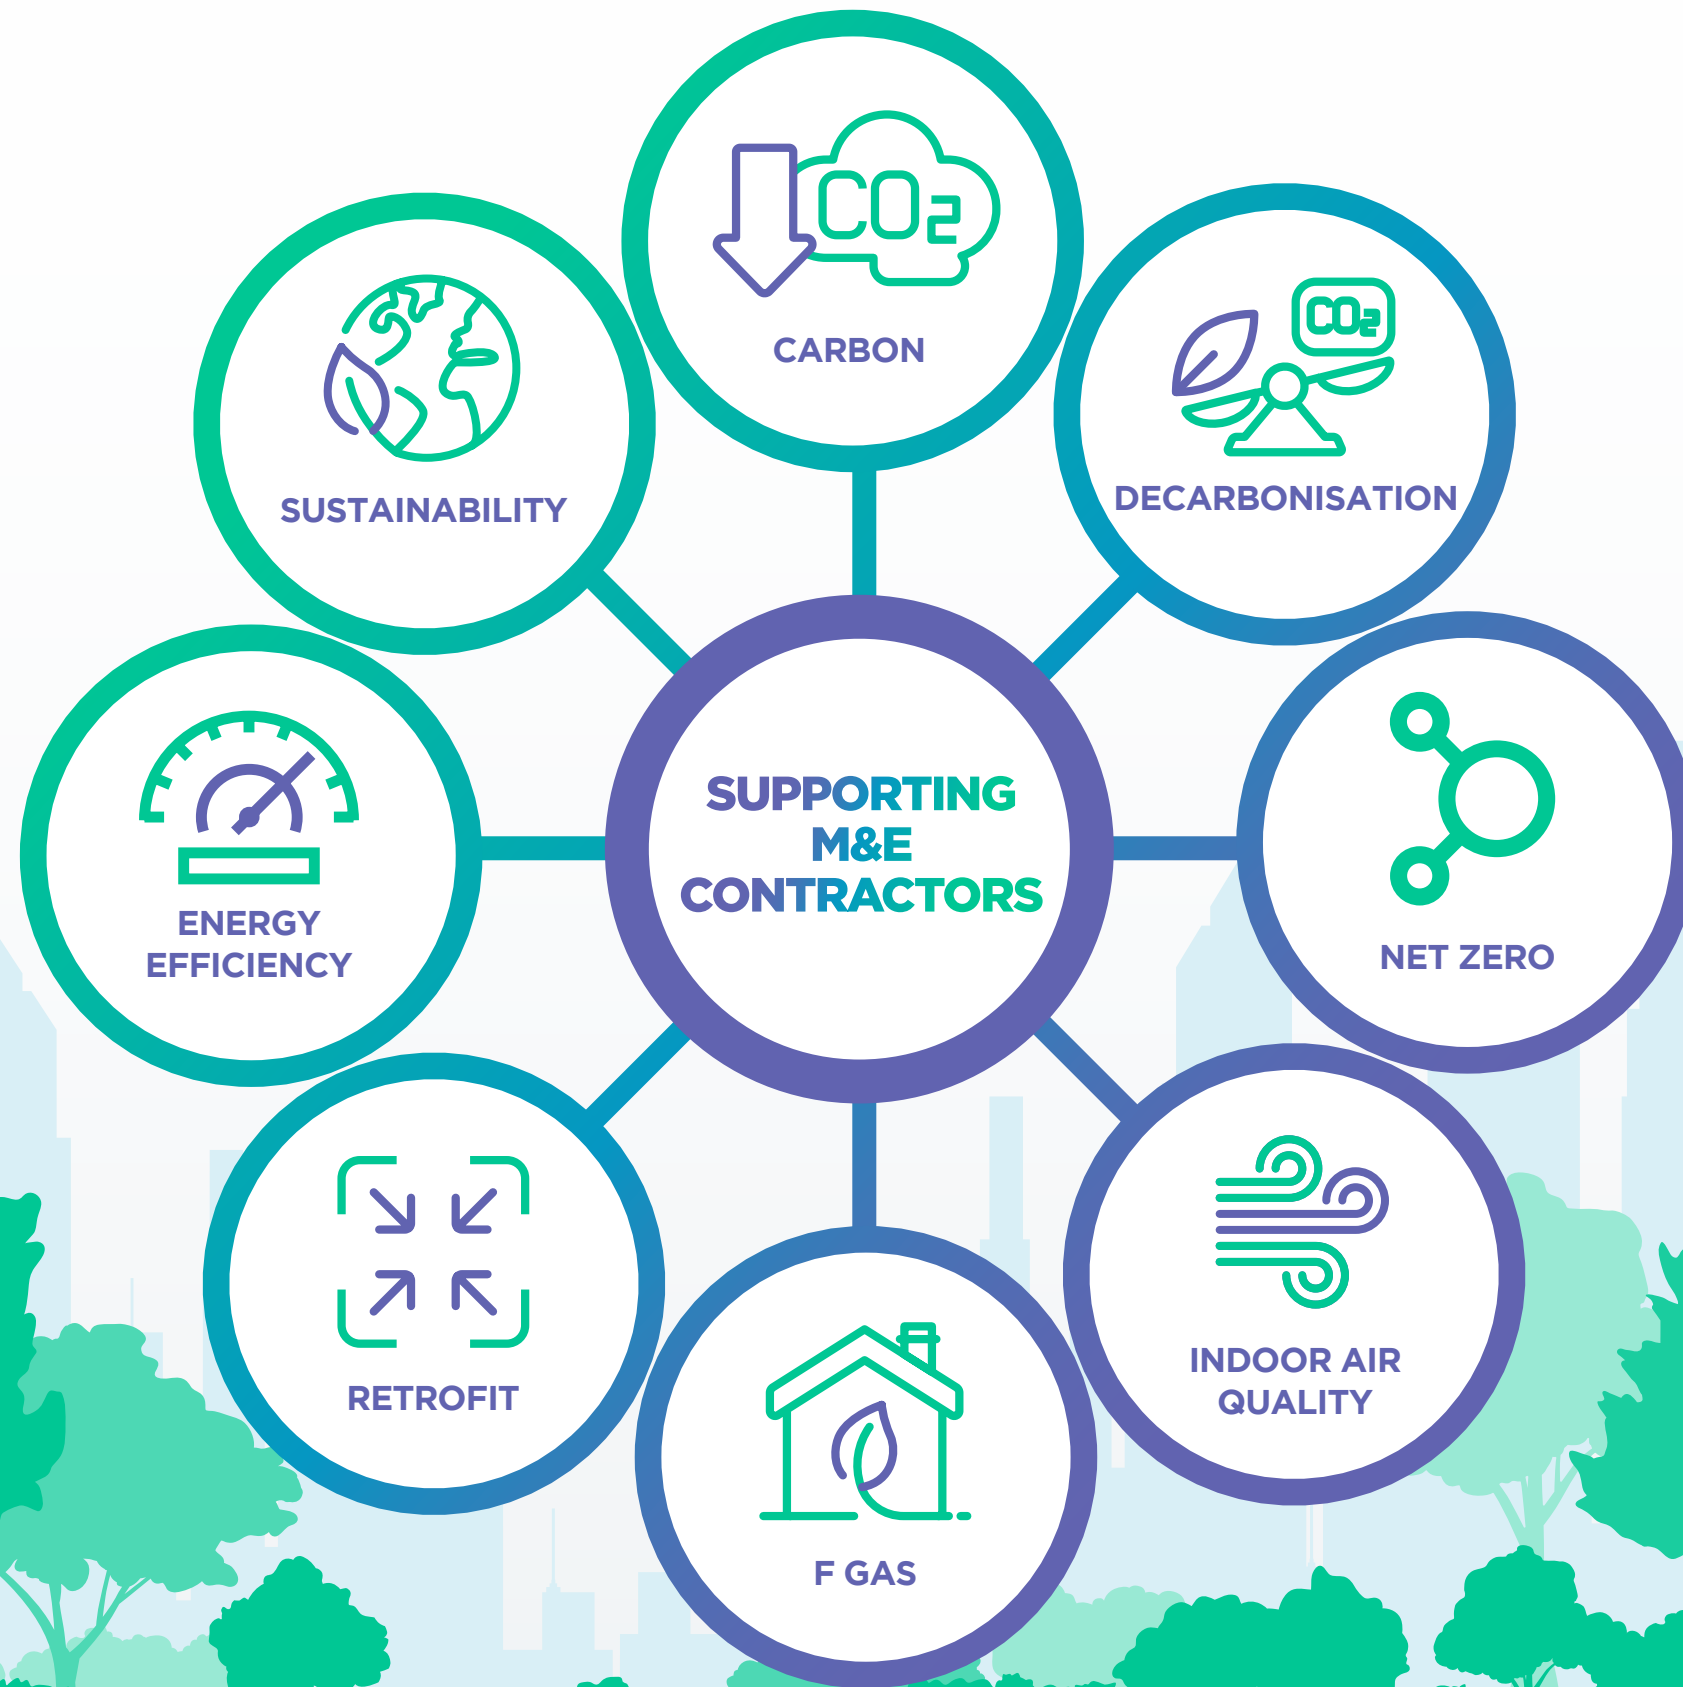 CO2
CARBON
CO2
DECARBONISATION
SUSTAINABILITY
NET ZERO
ENERGY
EFFICIENCY
SUPPORTING
M&E
CONTRACTORS
INDOOR AIR
QUALITY
RETROFIT
F GAS